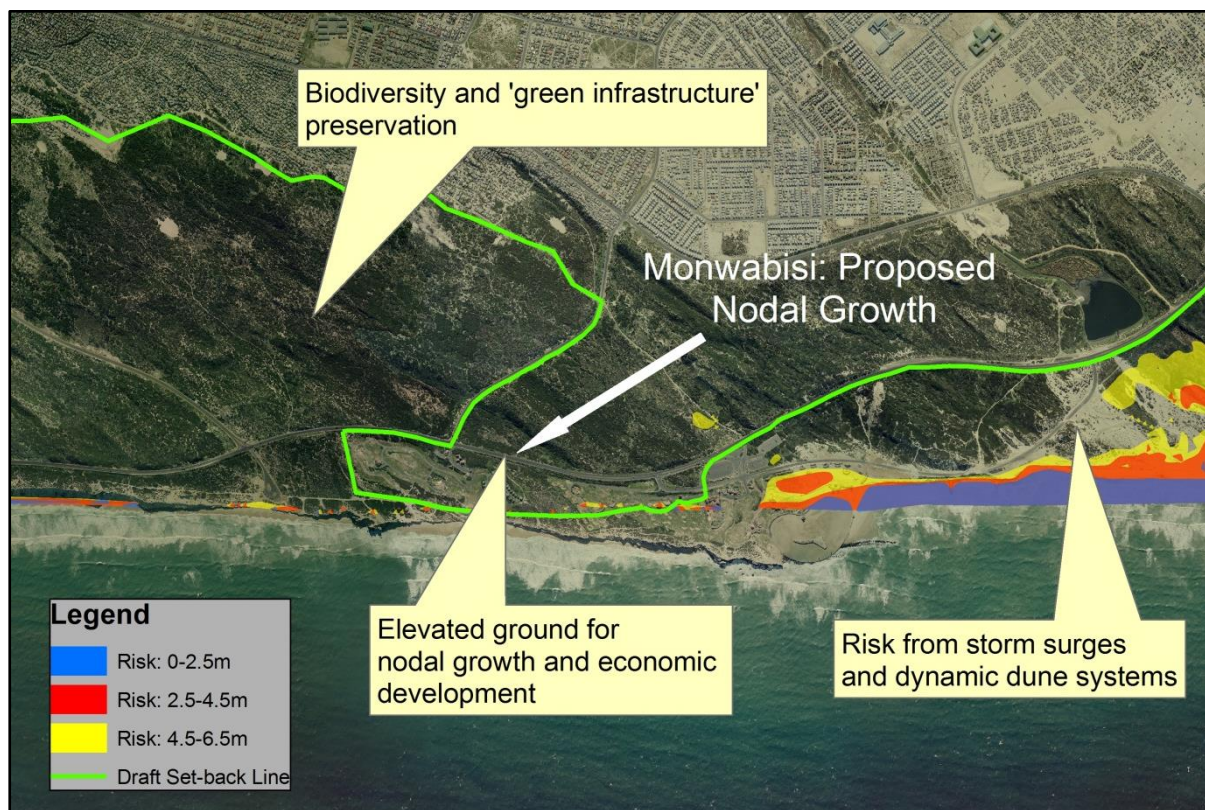 Biodiversity and 'green infrastructure'
preservation
Monwabisi: Proposed
Nodal Growth
Elevated ground for
nodal growth and economic
development
Risk from storm surges
and dynamic dune systems
Legend
Risk: 0-2.5m
Risk: 2.5-4.5m
Risk: 4.5-6.5m
Draft Set-back Line